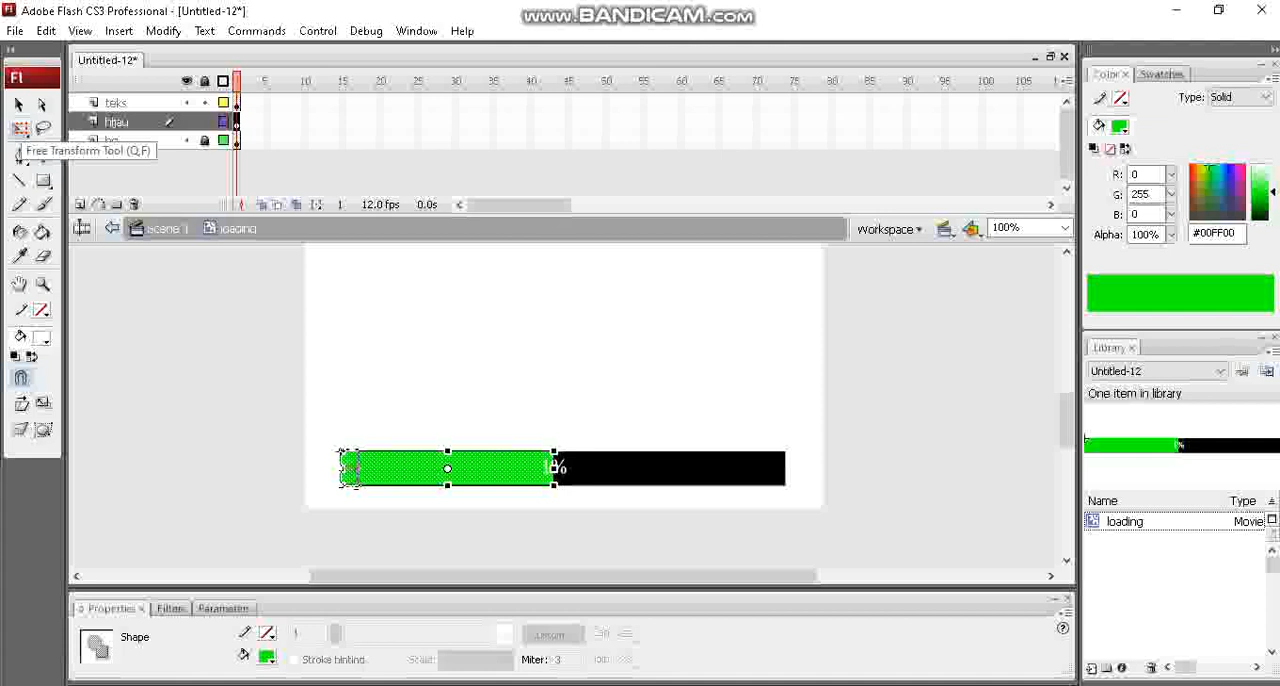 Adobe Flash CS3 Professional - [Untitled-12*]
www.BANDICAM.com
File Edit View Insert Modify Text Commands Control Debug Window Help
Untitled-12*
Fl
5 10 15 20 25 30 35 40 45 50 55 60 65 70 75 80 85 90 95 100 105
teks
hijau
Free Transform Tool (Q,F)
1 12.0 fps
Scene 1 loading
Workspace 100%
Properties Filters Parameters
Shape
1
Stroke hinting
Scale:
Miter: 3
Color Swatches
Type: Solid
R: 0
G: 255
B: 0
Alpha: 100% #00FF00
Library
Untitled-12
One item in library
Name Type
loading Movie